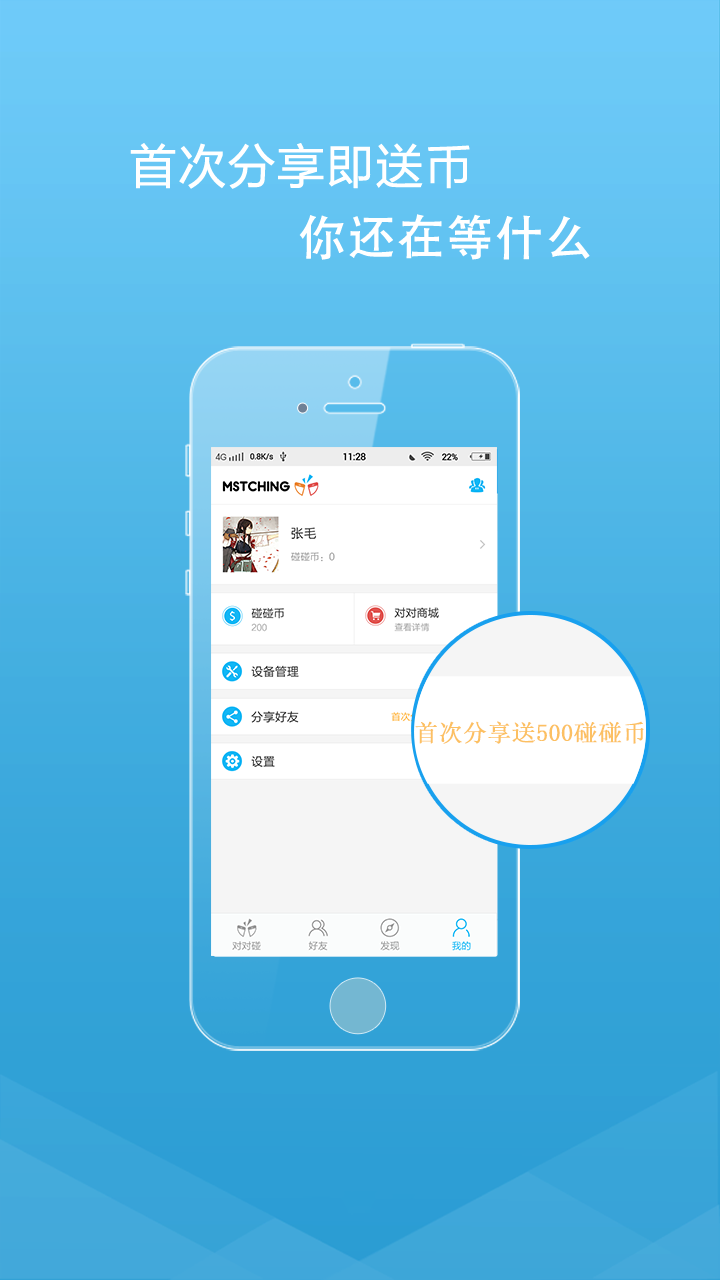 首次分享即送币
你还在等什么
4G 0.8K/s 11:28 22%
MSTCHING
张毛
碰碰币：0
碰碰币
200
对对商城
查看详情
设备管理
分享好友 首次
首次分享送500碰碰币
设置
对对碰 好友 发现 我的